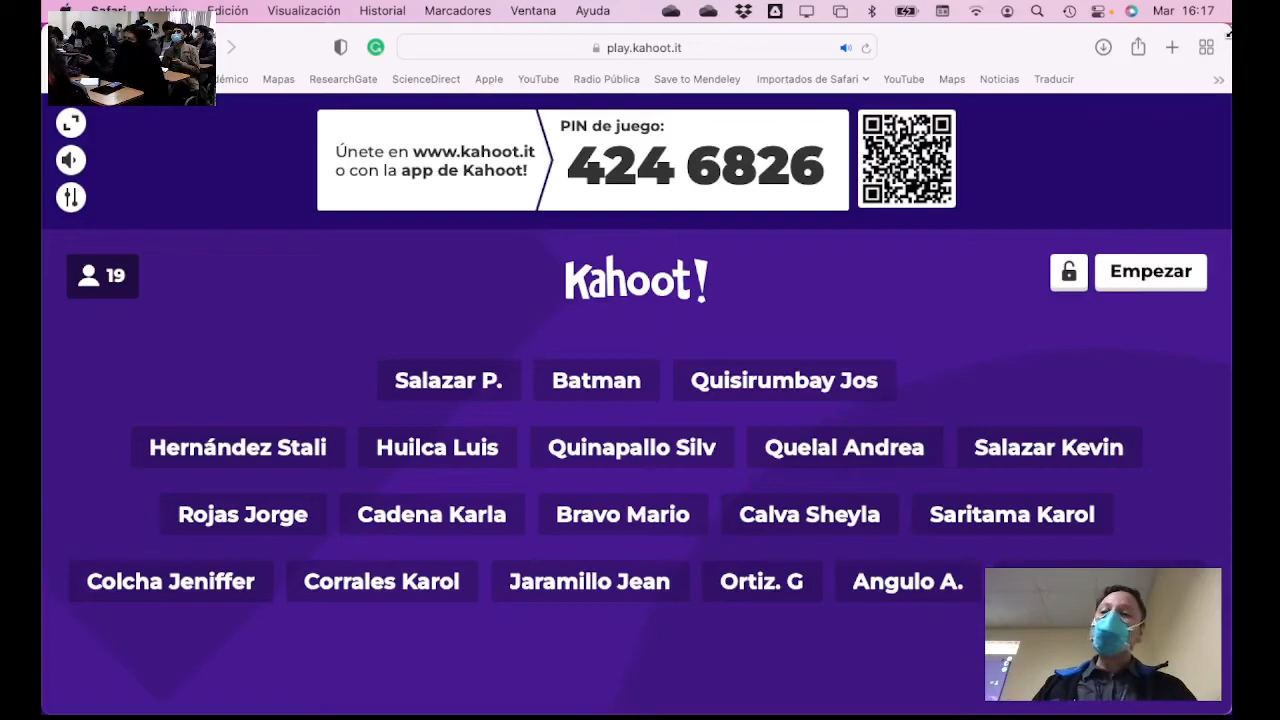 Safari Archivo Edición Visualización Historial Marcadores Ventana Ayuda Mar 16:17
play.kahoot.it
Mapas ResearchGate ScienceDirect Apple YouTube Radio Pública Save to Mendeley Importados de Safari YouTube Maps Noticias Traducir
Únete en www.kahoot.it
o con la app de Kahoot!
PIN de juego:
424 6826
19
Kahoot!
Empezar
Salazar P. Batman Quisirumbay Jos
Hernández Stali Huilca Luis Quinapallo Silv Quelal Andrea Salazar Kevin
Rojas Jorge Cadena Karla Bravo Mario Calva Sheyla Saritama Karol
Colcha Jeniffer Corrales Karol Jaramillo Jean Ortiz. G Angulo A.